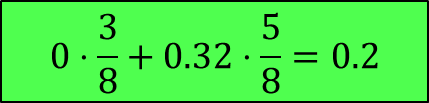 0 · 3/8 + 0.32 · 5/8 = 0.2